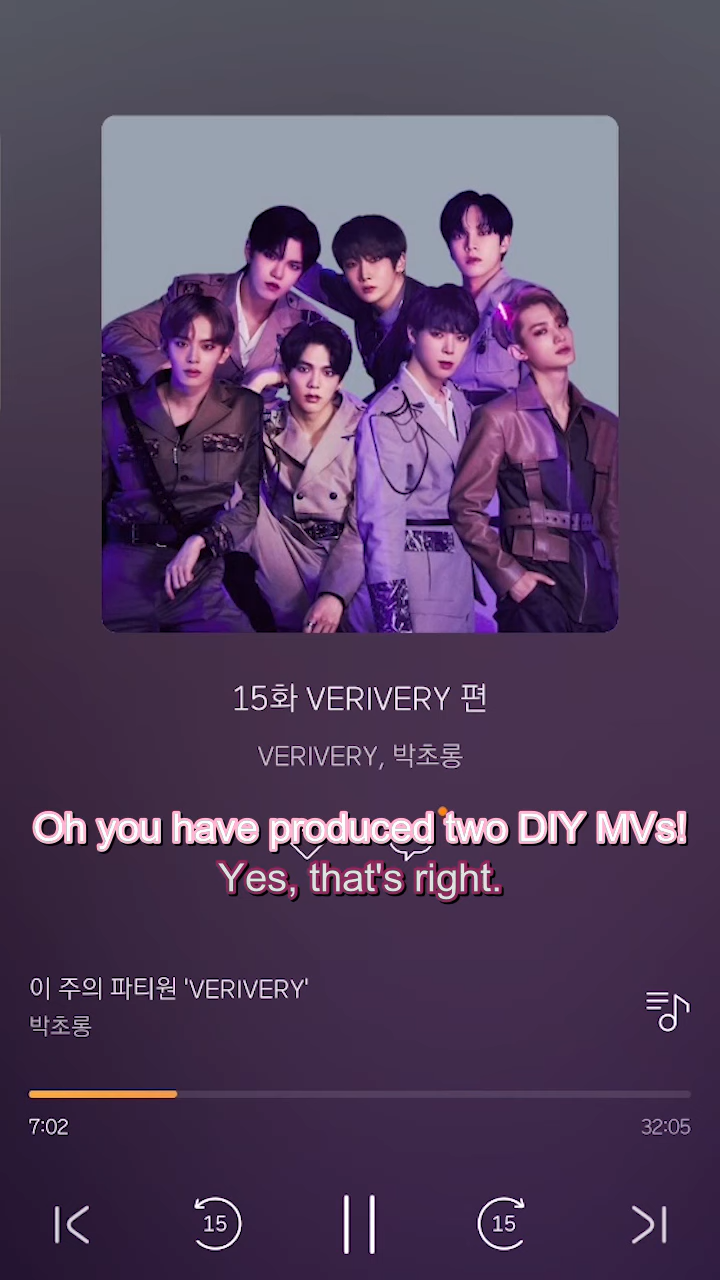 15화 VERIVERY 편
VERIVERY, 박초롱
Oh you have produced two DIY MVs!
Yes, that's right.
이 주의 파티원 'VERIVERY'
박초롱
7:02
32:05
15
15